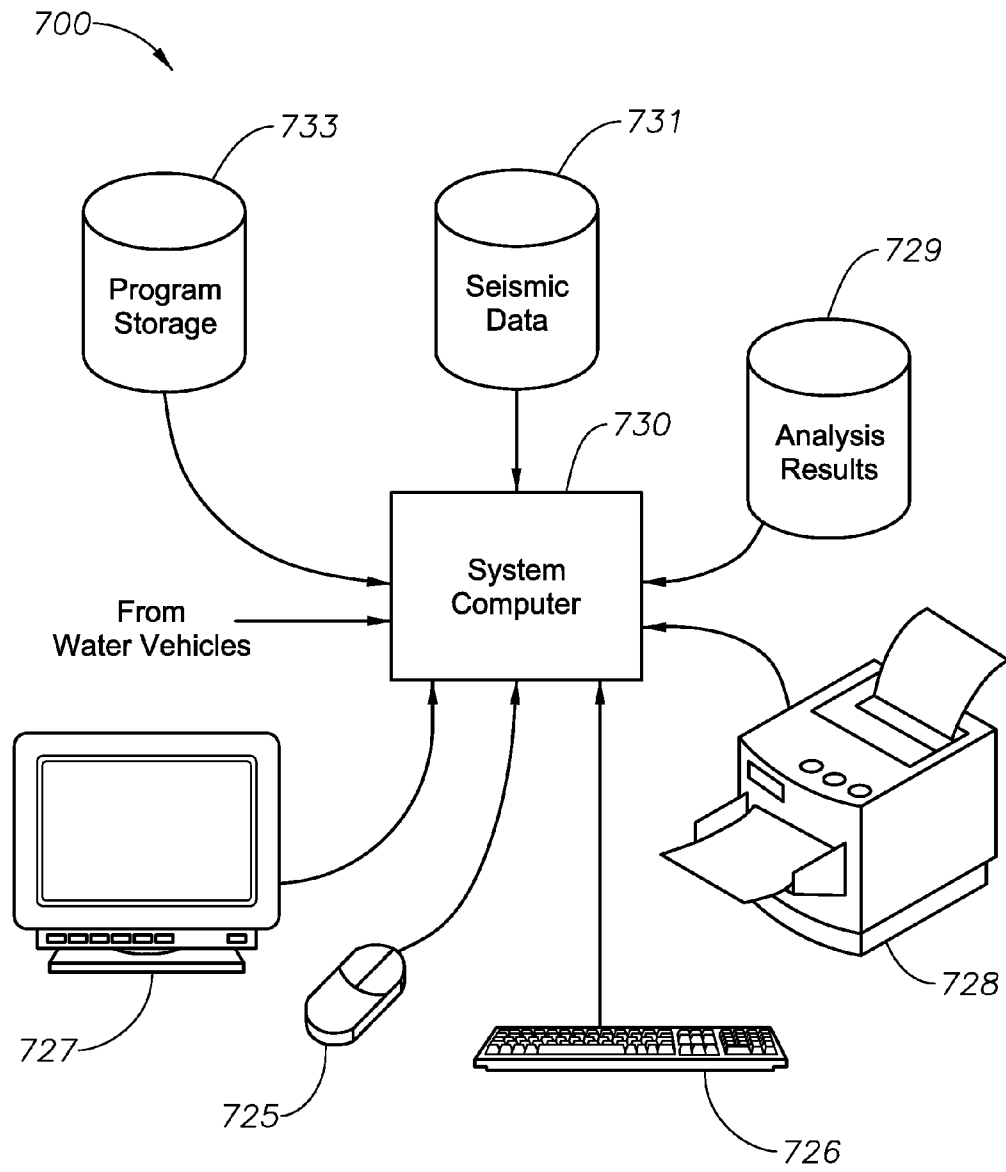 700
733
731
729
Program
Storage
Seismic
Data
Analysis
Results
730
System
Computer
From
Water Vehicles
727
725
726
728